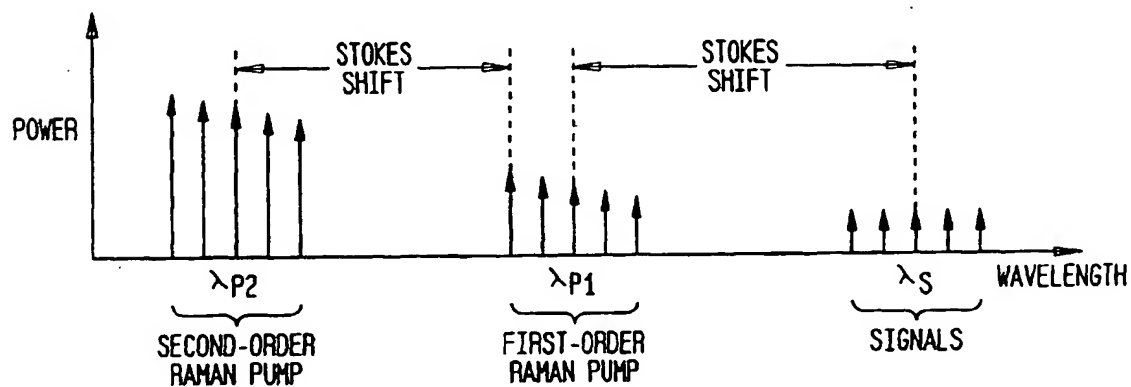 STOKES
SHIFT
STOKES
SHIFT
POWER
λP2
λP1
λS
WAVELENGTH
SECOND-ORDER
RAMAN PUMP
FIRST-ORDER
RAMAN PUMP
SIGNALS